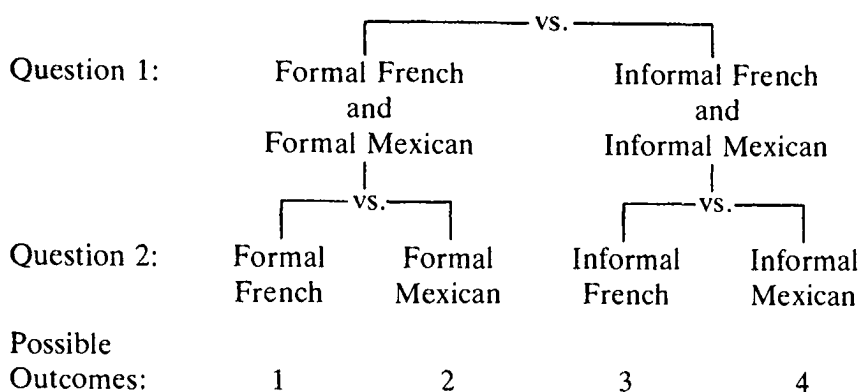 vs.
Question 1: Formal French Informal French
and and
Formal Mexican Informal Mexican
vs. vs.
Question 2: Formal Formal Informal Informal
French Mexican French Mexican
Possible
Outcomes: 1 2 3 4